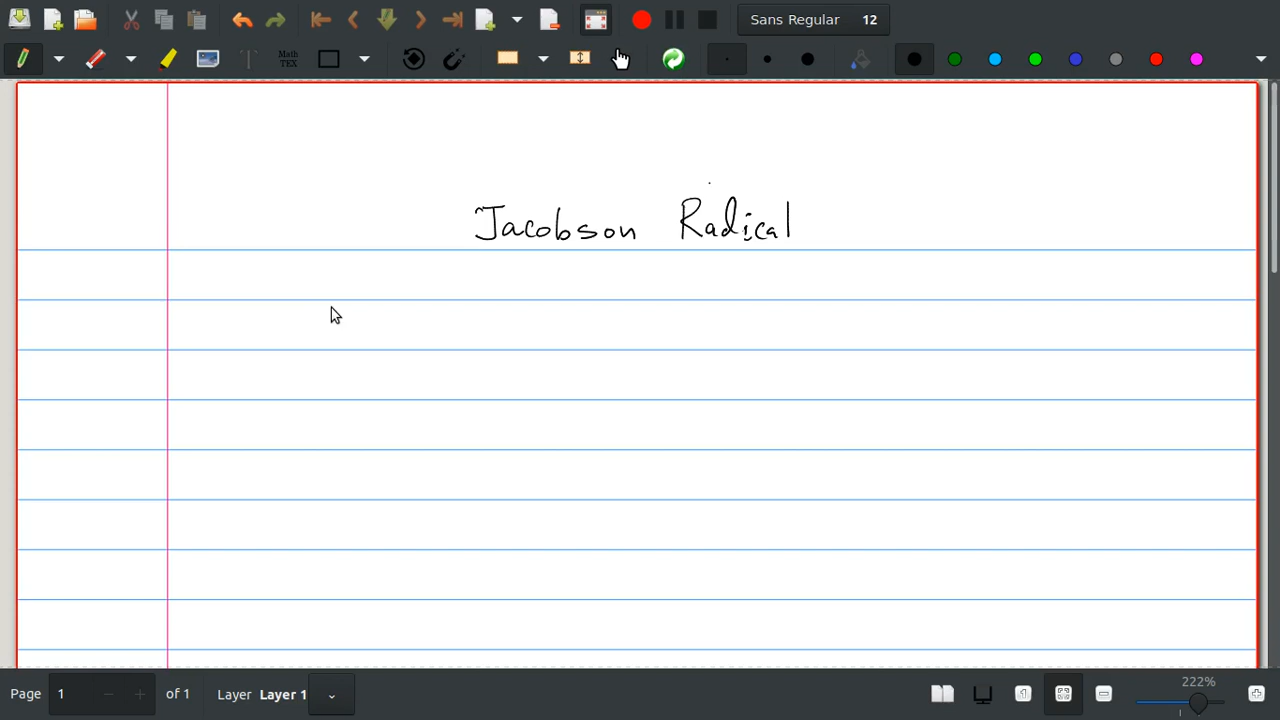 Sans Regular 12
Math
TEX
Jacobson Radical
Page 1 of 1 Layer Layer 1 222%